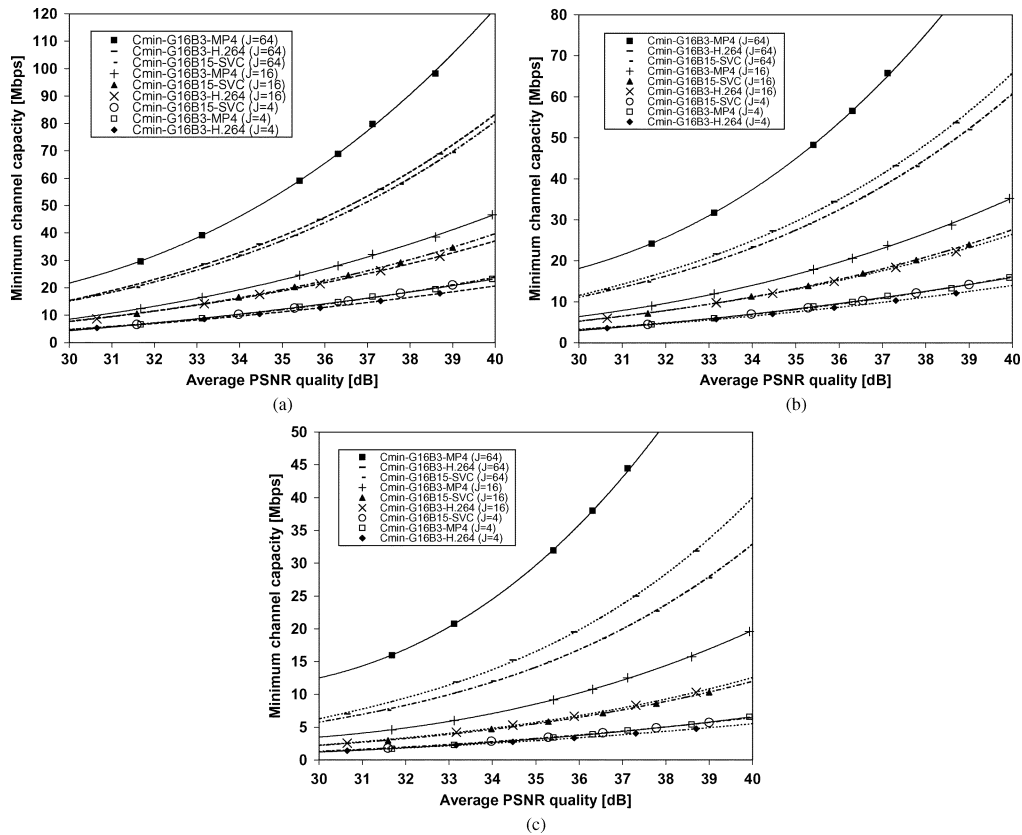 120
110
100
90
80
70
60
50
40
30
20
10
0
Minimum channel capacity [Mbps]
Cmin-G16B3-MP4 (J=64)
Cmin-G16B3-H.264 (J=64)
Cmin-G16B15-SVC (J=64)
Cmin-G16B3-MP4 (J=16)
Cmin-G16B15-SVC (J=16)
Cmin-G16B3-H.264 (J=16)
Cmin-G16B15-SVC (J=4)
Cmin-G16B3-MP4 (J=4)
Cmin-G16B3-H.264 (J=4)
30 31 32 33 34 35 36 37 38 39 40
Average PSNR quality [dB]
(a)
80
70
60
50
40
30
20
10
0
Minimum channel capacity [Mbps]
Cmin-G16B3-MP4 (J=64)
Cmin-G16B3-H.264 (J=64)
Cmin-G16B15-SVC (J=64)
Cmin-G16B3-MP4 (J=16)
Cmin-G16B15-SVC (J=16)
Cmin-G16B3-H.264 (J=16)
Cmin-G16B15-SVC (J=4)
Cmin-G16B3-MP4 (J=4)
Cmin-G16B3-H.264 (J=4)
30 31 32 33 34 35 36 37 38 39 40
Average PSNR quality [dB]
(b)
50
45
40
35
30
25
20
15
10
5
0
Minimum channel capacity [Mbps]
Cmin-G16B3-MP4 (J=64)
Cmin-G16B3-H.264 (J=64)
Cmin-G16B15-SVC (J=64)
Cmin-G16B3-MP4 (J=16)
Cmin-G16B15-SVC (J=16)
Cmin-G16B3-H.264 (J=16)
Cmin-G16B15-SVC (J=4)
Cmin-G16B3-MP4 (J=4)
Cmin-G16B3-H.264 (J=4)
30 31 32 33 34 35 36 37 38 39 40
Average PSNR quality [dB]
(c)